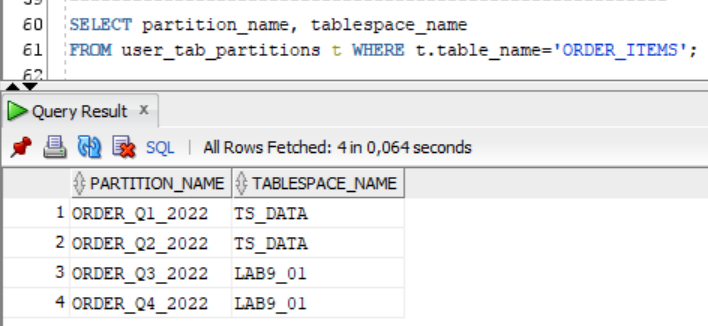 60 SELECT partition_name, tablespace_name
61 FROM user_tab_partitions t WHERE t.table_name='ORDER_ITEMS';
62
Query Result x
SQL | All Rows Fetched: 4 in 0,064 seconds
PARTITION_NAME TABLESPACE_NAME
1 ORDER_Q1_2022 TS_DATA
2 ORDER_Q2_2022 TS_DATA
3 ORDER_Q3_2022 LAB9_01
4 ORDER_Q4_2022 LAB9_01